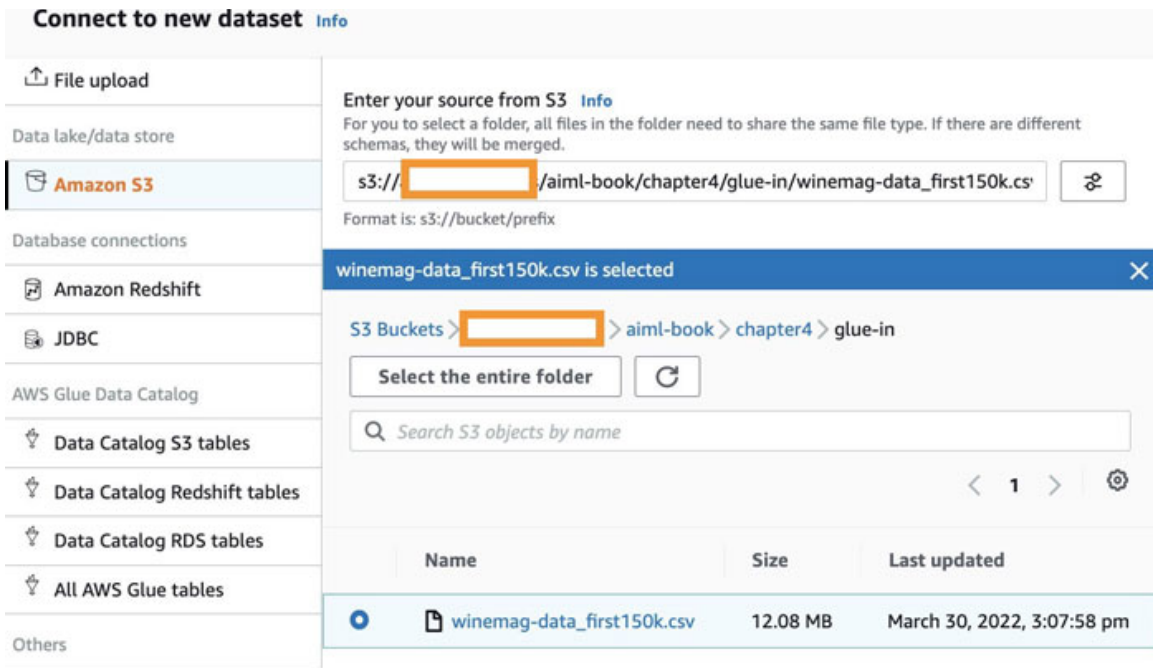 Connect to new dataset Info
File upload
Data lake/data store
Amazon S3
Database connections
Amazon Redshift
JDBC
AWS Glue Data Catalog
Data Catalog S3 tables
Data Catalog Redshift tables
Data Catalog RDS tables
All AWS Glue tables
Others
Enter your source from S3 Info
For you to select a folder, all files in the folder need to share the same file type. If there are different
schemas, they will be merged.
s3:// /aiml-book/chapter4/glue-in/winemag-data_first150k.cs
Format is: s3://bucket/prefix
winemag-data_first150k.csv is selected
S3 Buckets > > aiml-book > chapter4 > glue-in
Select the entire folder
Search S3 objects by name
< 1 >
Name Size Last updated
winemag-data_first150k.csv 12.08 MB March 30, 2022, 3:07:58 pm